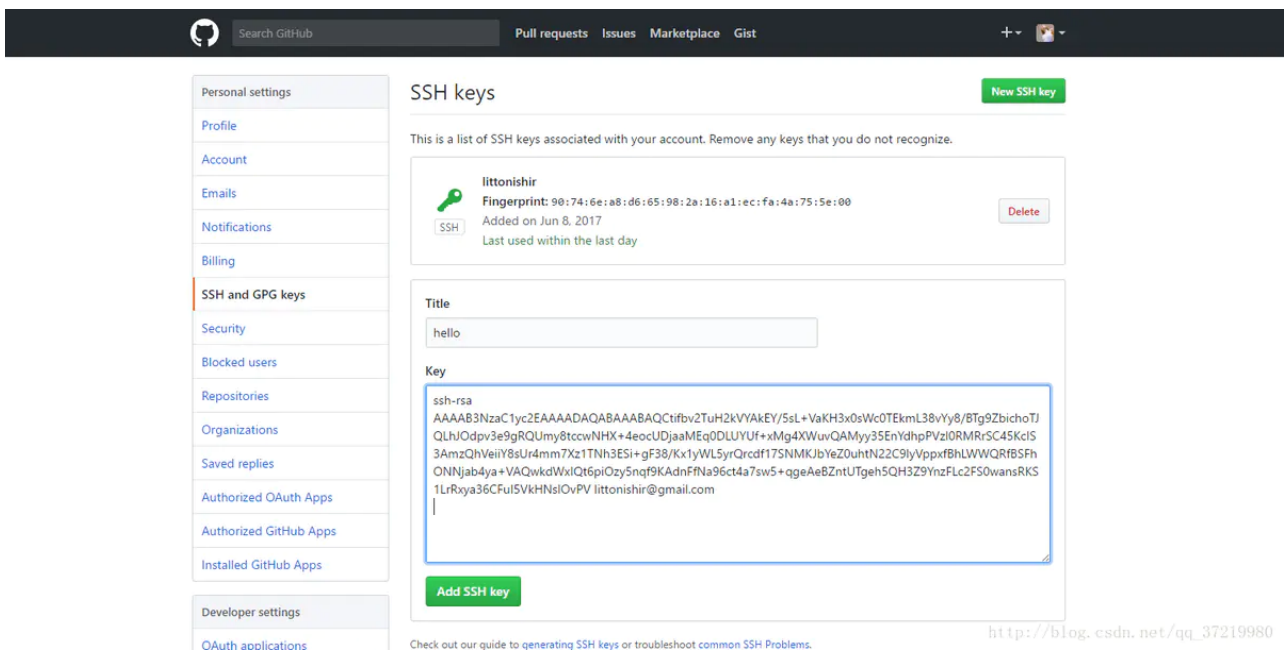 Search GitHub
Pull requests Issues Marketplace Gist
Personal settings
Profile
Account
Emails
Notifications
Billing
SSH and GPG keys
Security
Blocked users
Repositories
Organizations
Saved replies
Authorized OAuth Apps
Authorized GitHub Apps
Installed GitHub Apps
Developer settings
OAuth applications
SSH keys
New SSH key
This is a list of SSH keys associated with your account. Remove any keys that you do not recognize.
littonishir
Fingerprint: 90:74:6e:a8:d6:65:98:2a:16:a1:ec:fa:4a:75:5e:00
SSH
Added on Jun 8, 2017
Last used within the last day
Delete
Title
hello
Key
ssh-rsa
AAAAB3NzaC1yc2EAAAADAQABAAABAQCtifbv2TuH2kVYAkEY/5sL+VaKH3x0sWc0TEkmL38vYy8/BTg9ZbichoTJ
QLhJOdpv3e9gRQUmy8tccwNHX+4eocUDjaaMEq0DLUYUf+xMg4XWuvQAMyy35EnYdhpPVzl0RMRrSC45KclS
3AmzQhVeiiY8sUr4mm7Xz1TNh3ESi+gF38/Kx1yWL5yrQrcdf17SNMKJbYeZ0uhtN22C9lyVppxfBhLWWQRfBSFh
ONNjab4ya+VAQwkdWxlQt6piOzy5nqf9KAdnFfNa96ct4a7sw5+qgeAeBZntUTgeh5QH3Z9YnzFLc2FS0wansRKS
1LrRxya36CFul5VkHNslOvPV littonishir@gmail.com
Add SSH key
Check out our guide to generating SSH keys or troubleshoot common SSH Problems.
http://blog.csdn.net/qq_37219980